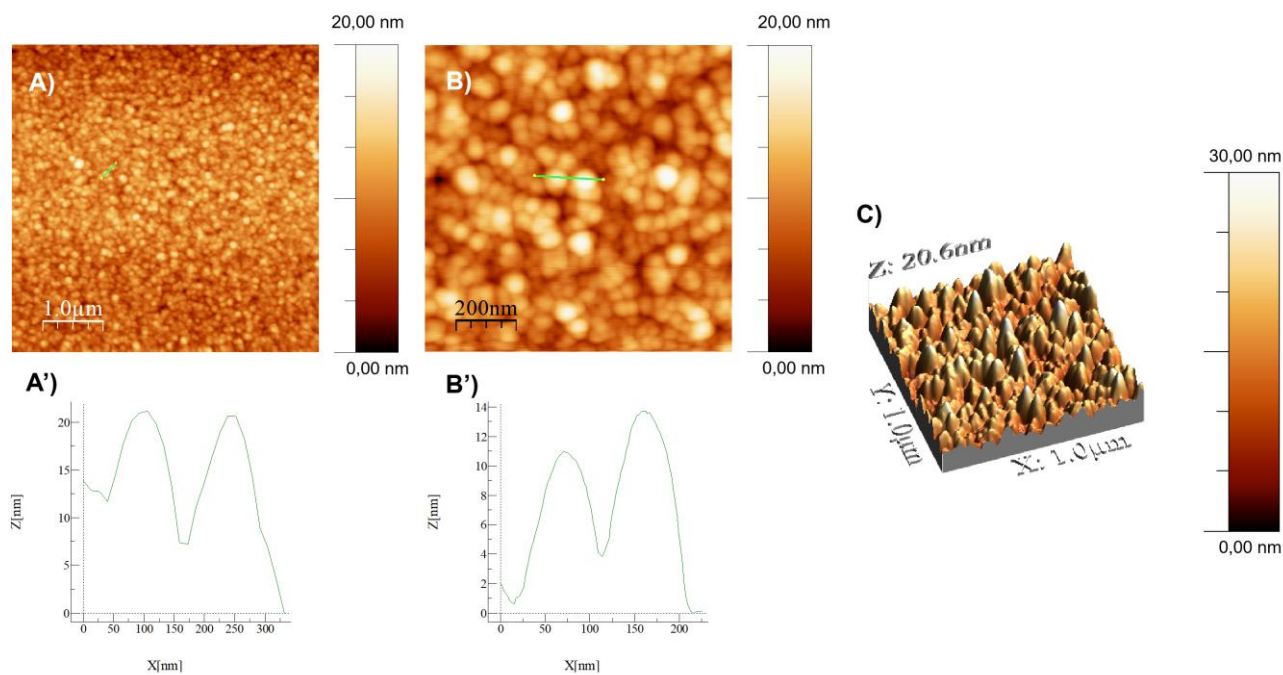 20,00 nm
A)
1.0µm
0,00 nm
20,00 nm
B)
200nm
0,00 nm
30,00 nm
C)
Z: 20.6nm
Y: 1.0µm
X: 1.0µm
0,00 nm
A')
20
15
10
5
0
Z[nm]
0 50 100 150 200 250 300
X[nm]
B')
14
12
10
8
6
4
2
0
Z[nm]
0 50 100 150 200
X[nm]